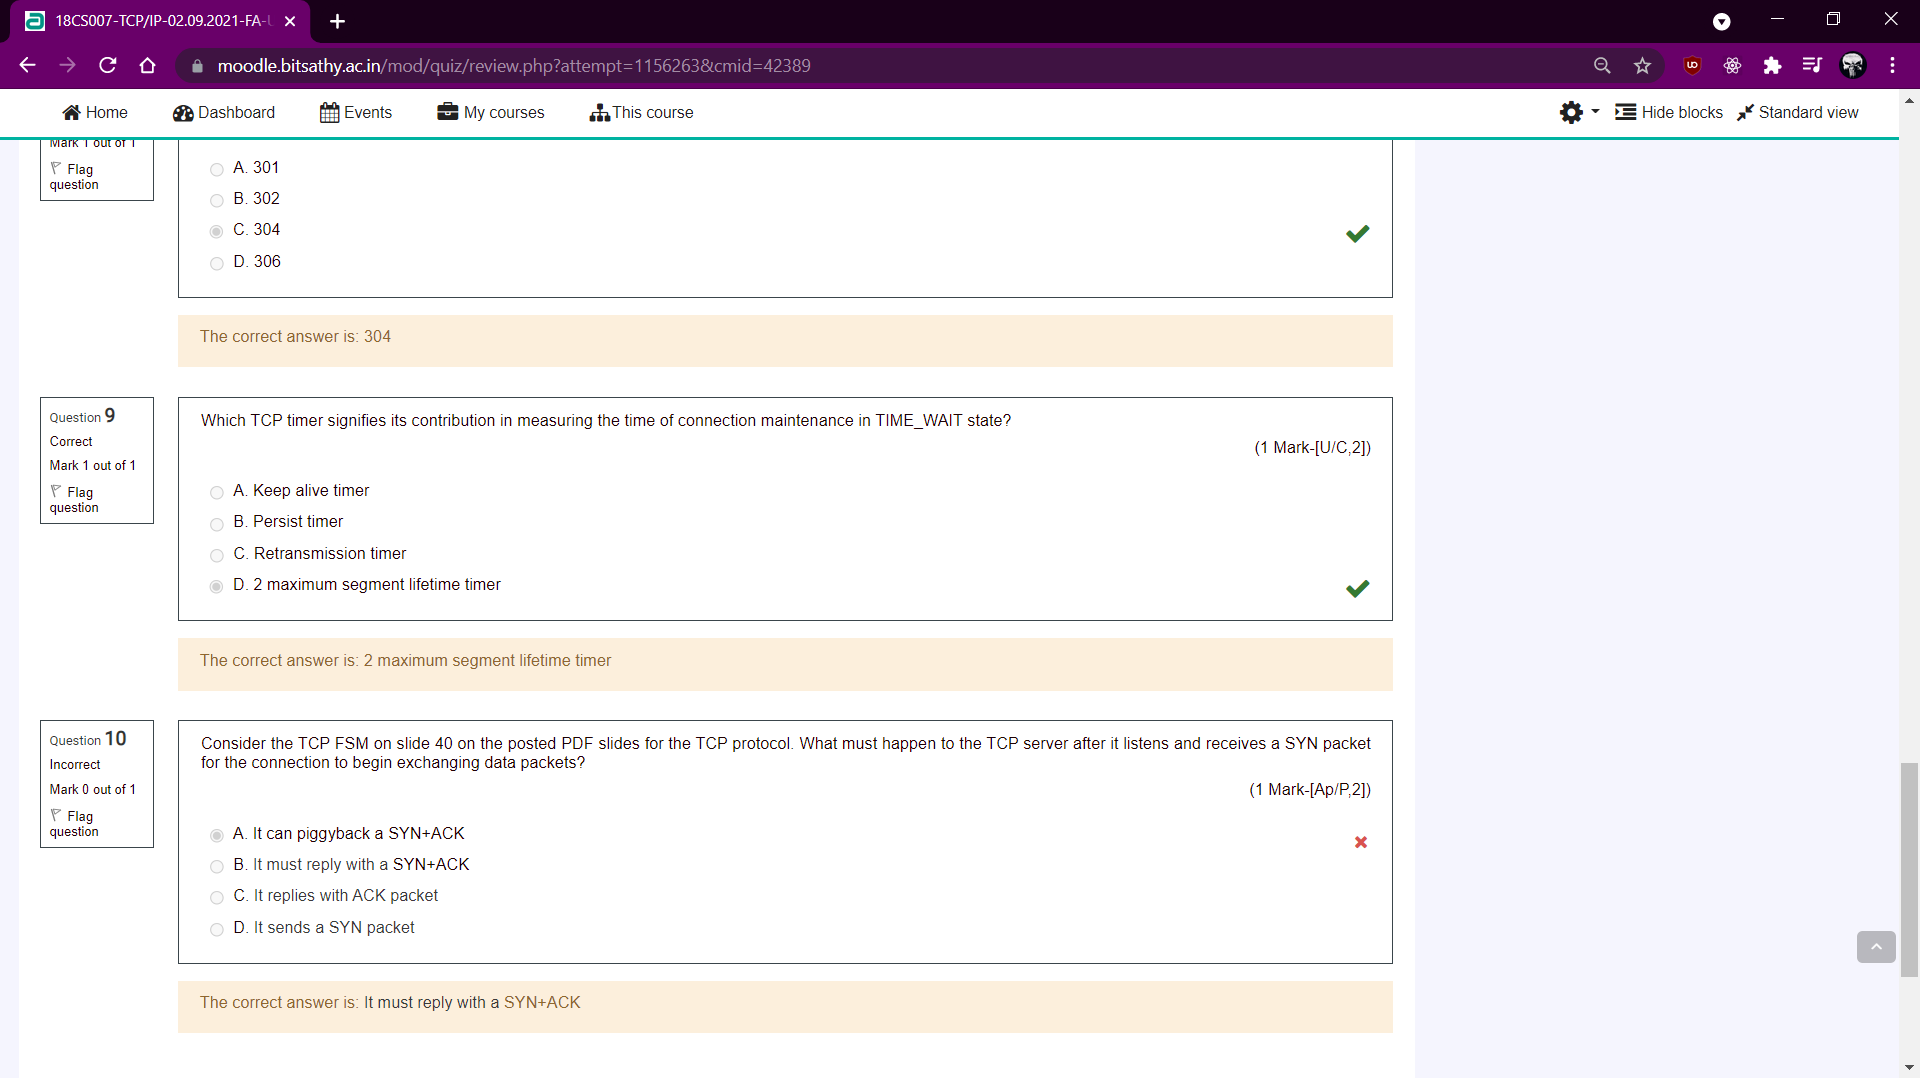 18CS007-TCP/IP-02.09.2021-FA-
moodle.bitsathy.ac.in/mod/quiz/review.php?attempt=1156263&cmid=42389
Home Dashboard Events My courses This course Hide blocks Standard view
Mark 1 out of 1
Flag
question
A. 301
B. 302
C. 304
D. 306
The correct answer is: 304
Question 9
Correct
Mark 1 out of 1
Flag
question
Which TCP timer signifies its contribution in measuring the time of connection maintenance in TIME_WAIT state?
(1 Mark-[U/C,2])
A. Keep alive timer
B. Persist timer
C. Retransmission timer
D. 2 maximum segment lifetime timer
The correct answer is: 2 maximum segment lifetime timer
Question 10
Incorrect
Mark 0 out of 1
Flag
question
Consider the TCP FSM on slide 40 on the posted PDF slides for the TCP protocol. What must happen to the TCP server after it listens and receives a SYN packet
for the connection to begin exchanging data packets?
(1 Mark-[Ap/P,2])
A. It can piggyback a SYN+ACK
B. It must reply with a SYN+ACK
C. It replies with ACK packet
D. It sends a SYN packet
The correct answer is: It must reply with a SYN+ACK